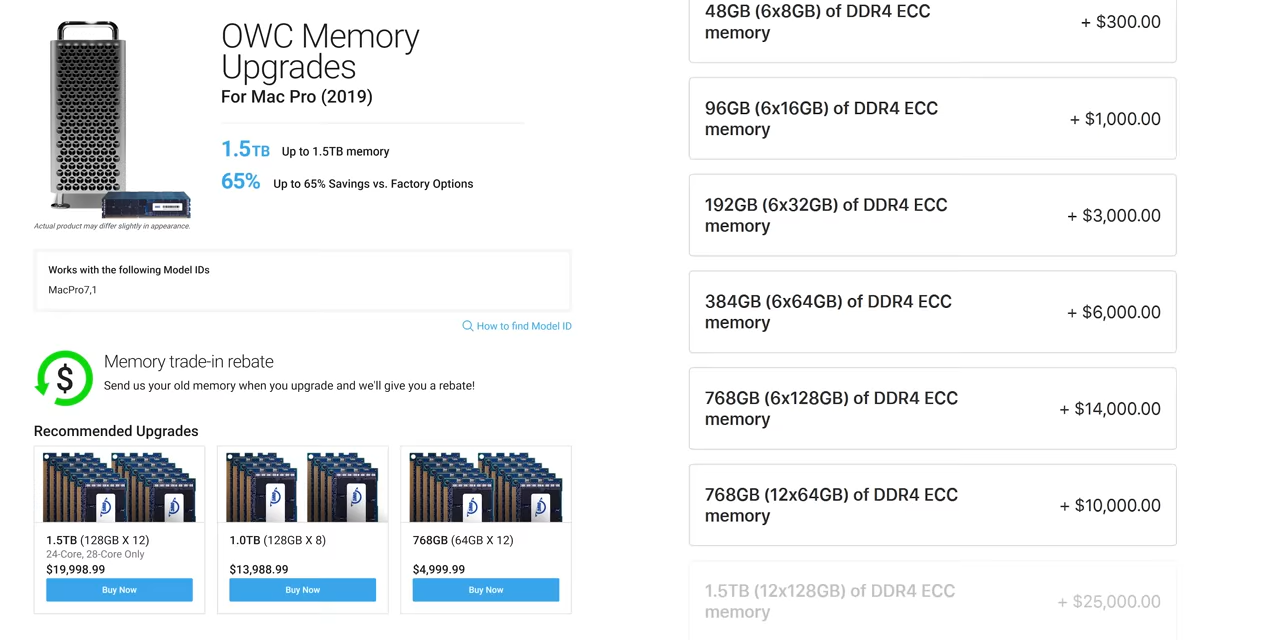 OWC Memory
Upgrades
For Mac Pro (2019)
1.5TB Up to 1.5TB memory
65% Up to 65% Savings vs. Factory Options
Actual product may differ slightly in appearance.
Works with the following Model IDs
MacPro7,1
How to find Model ID
$
Memory trade-in rebate
Send us your old memory when you upgrade and we'll give you a rebate!
Recommended Upgrades
1.5TB (128GB X 12)
24-Core, 28-Core Only
$19,998.99
Buy Now
1.0TB (128GB X 8)
$13,988.99
Buy Now
768GB (64GB X 12)
$4,999.99
Buy Now
48GB (6x8GB) of DDR4 ECC
memory
+ $300.00
96GB (6x16GB) of DDR4 ECC
memory
+ $1,000.00
192GB (6x32GB) of DDR4 ECC
memory
+ $3,000.00
384GB (6x64GB) of DDR4 ECC
memory
+ $6,000.00
768GB (6x128GB) of DDR4 ECC
memory
+ $14,000.00
768GB (12x64GB) of DDR4 ECC
memory
+ $10,000.00
1.5TB (12x128GB) of DDR4 ECC
memory
+ $25,000.00